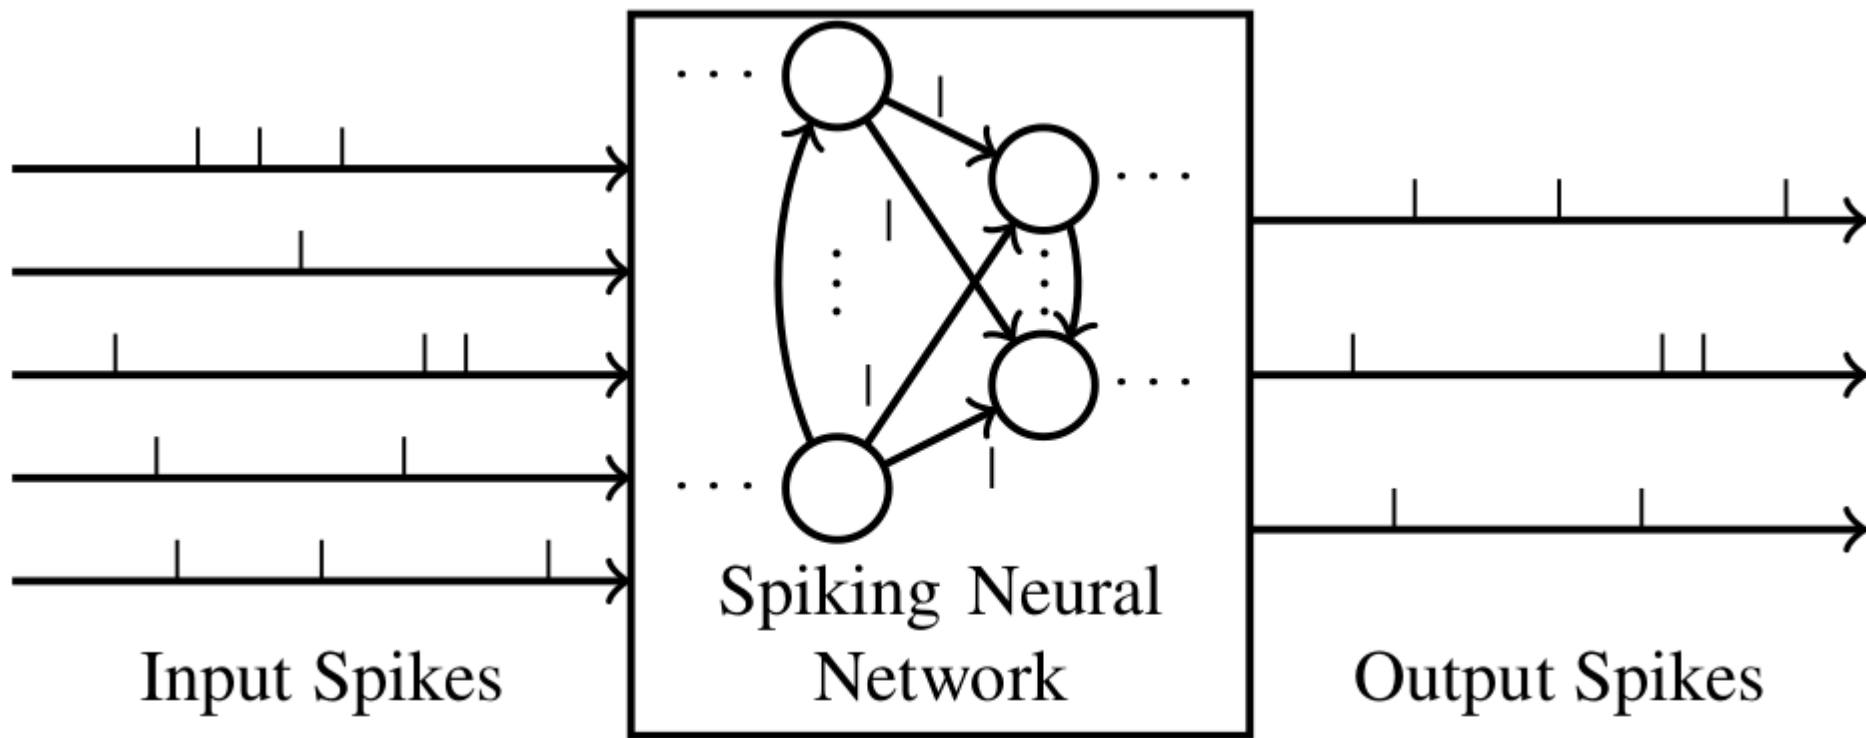 Spiking Neural
Network
Input Spikes
Output Spikes